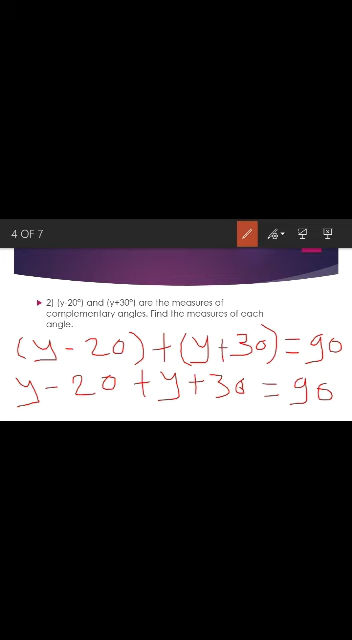 4 OF 7
2) (y-20°) and (y+30°) are the measures of
complementary angles. Find the measures of each
angle.
(y - 20) + (y + 30) = 90
y - 20 + y + 30 = 90